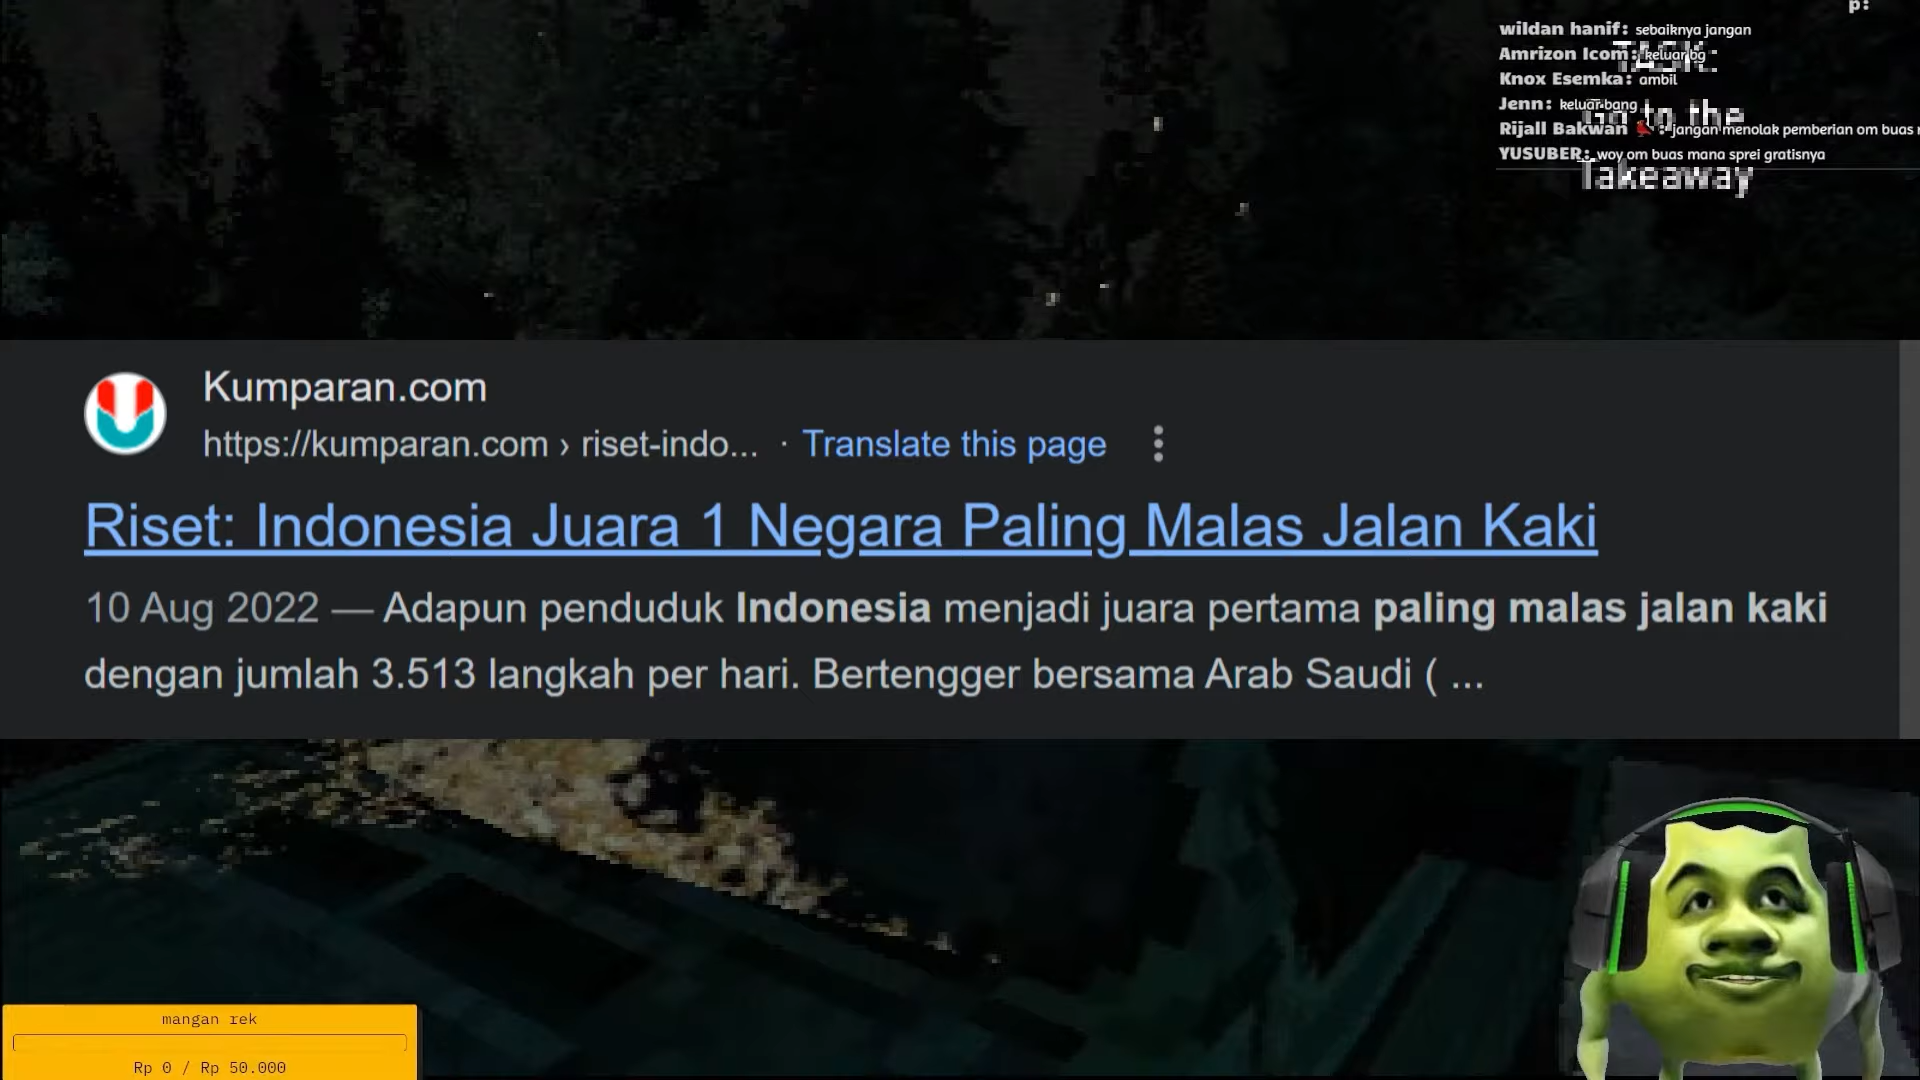 p:
wildan hanif: sebaiknya jangan
Amrizon Icom: keluar bg
Knox Esemka: ambil
Jenn: keluar bang
Rijall Bakwan: jangan menolak pemberian om buas
YUSUBER: woy om buas mana sprei gratisnya
TASK:
Go to the
Takeaway
Kumparan.com
https://kumparan.com › riset-indo... · Translate this page
Riset: Indonesia Juara 1 Negara Paling Malas Jalan Kaki
10 Aug 2022 — Adapun penduduk Indonesia menjadi juara pertama paling malas jalan kaki
dengan jumlah 3.513 langkah per hari. Bertengger bersama Arab Saudi ( ...
mangan rek
Rp 0 / Rp 50.000